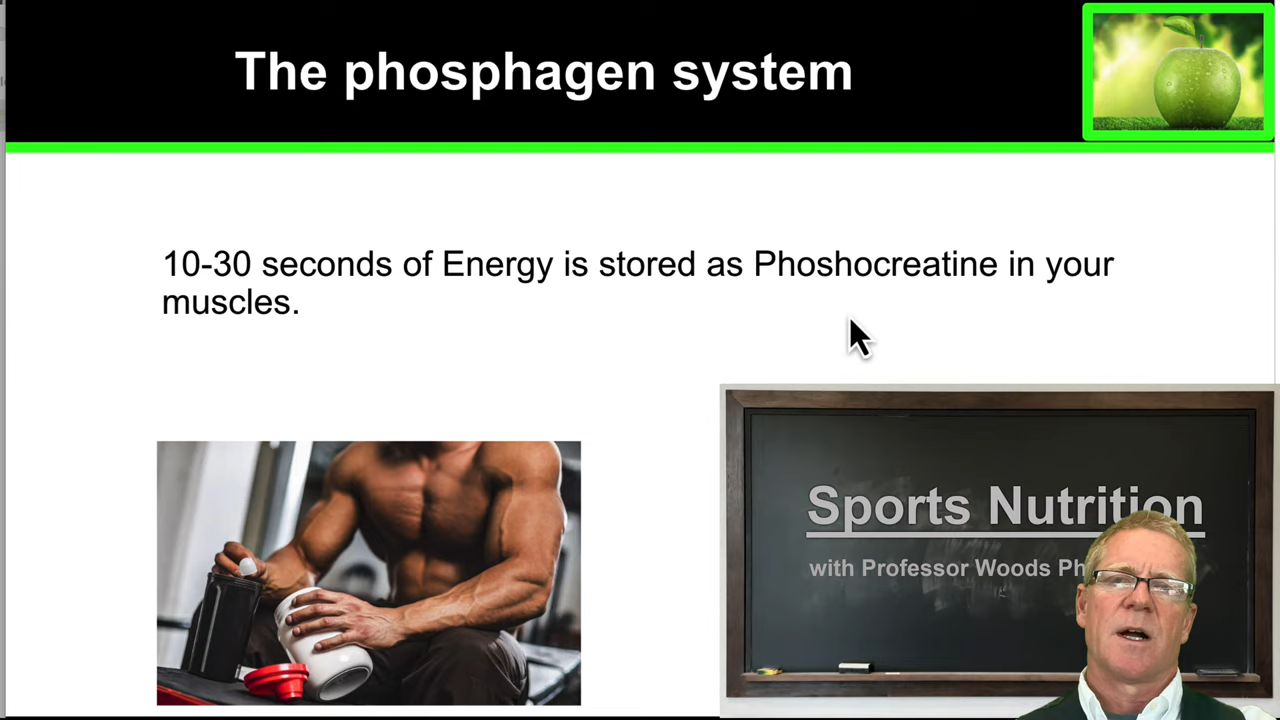 The phosphagen system
10-30 seconds of Energy is stored as Phoshocreatine in your
muscles.
Sports Nutrition
with Professor Woods Ph